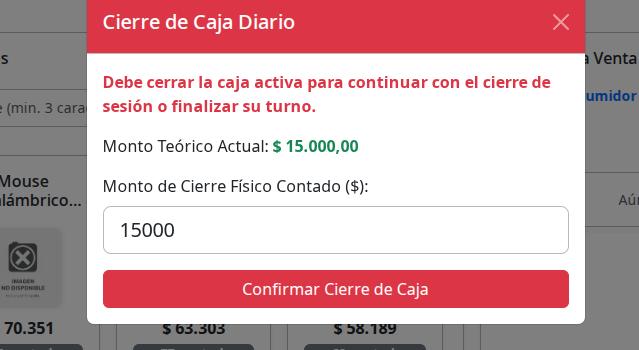 Cierre de Caja Diario
s
a Venta
Debe cerrar la caja activa para continuar con el cierre de
sesión o finalizar su turno.
umidor
e (min. 3 carac
Monto Teórico Actual: $ 15.000,00
Mouse
alámbrico...
Monto de Cierre Físico Contado ($):
Aún
15000
IMAGEN
NO DISPONIBLE
Confirmar Cierre de Caja
70.351
$ 63.303
$ 58.189